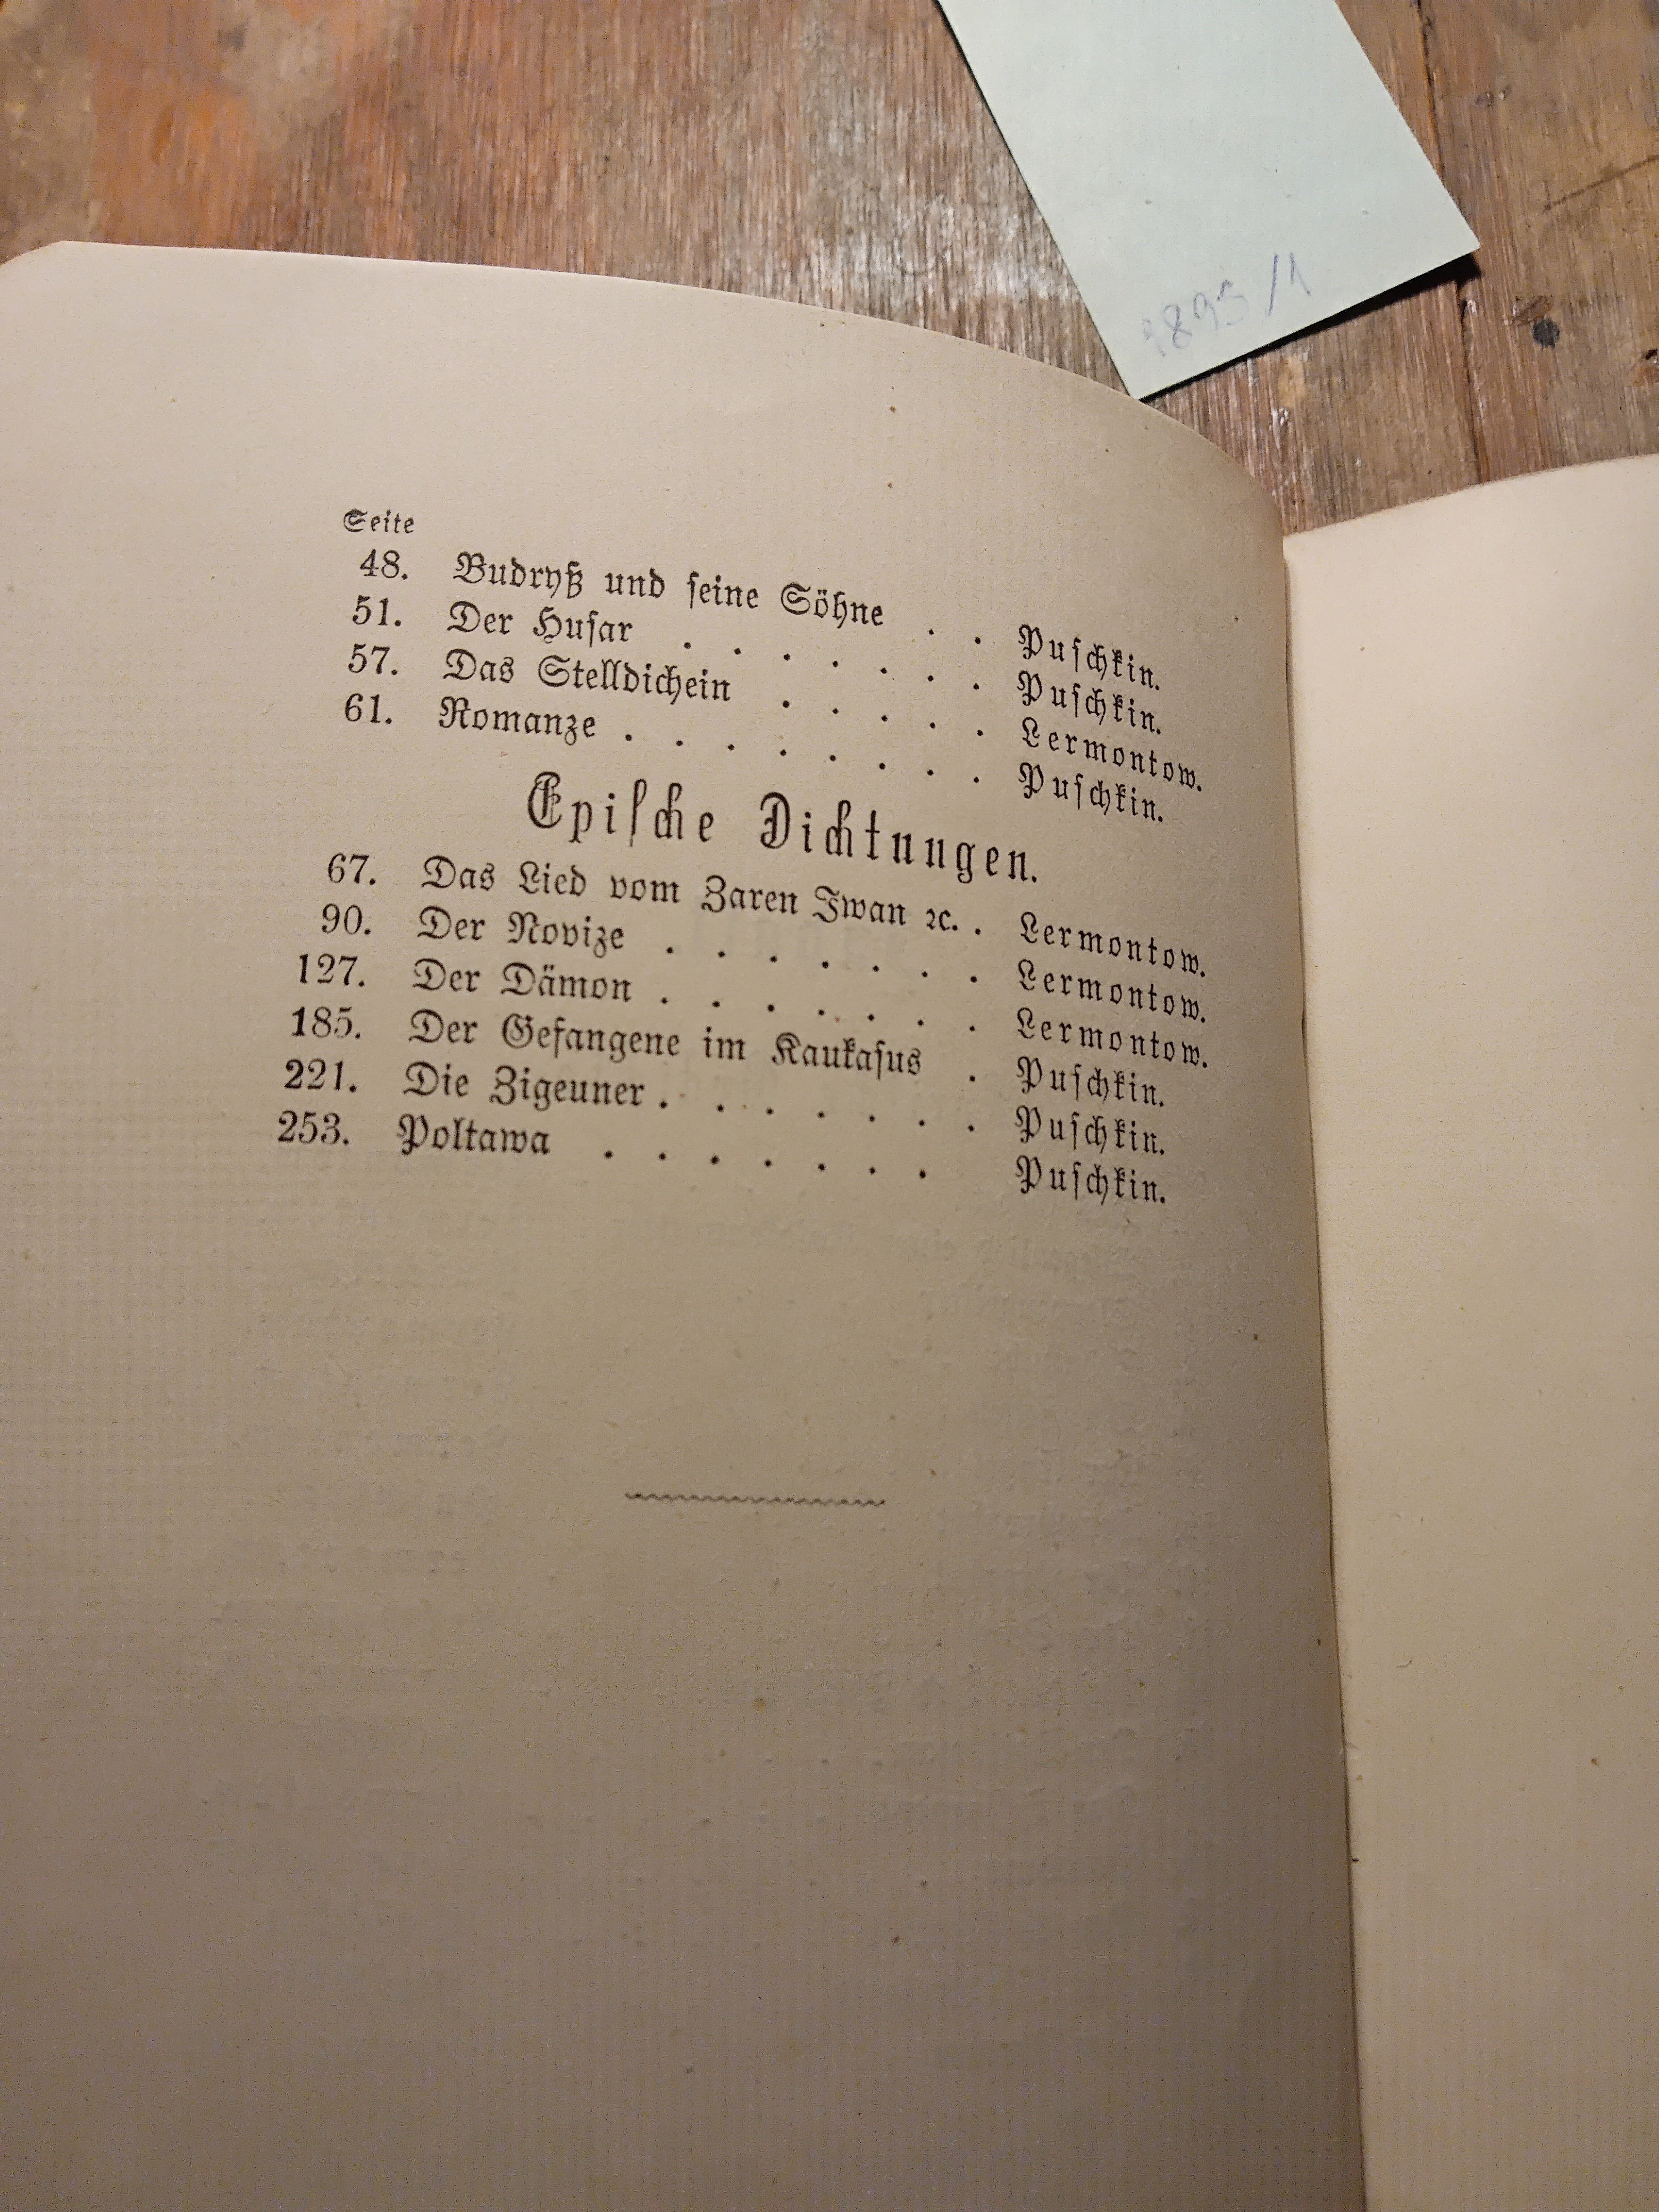 1895/1
Seite
48. Budryß und ſeine Söhne . . Puſchkin.
51. Der Huſar . . . . . . . Puſchkin.
57. Das Stelldichein . . . . . Lermontow.
61. Romanze . . . . . . . . Puſchkin.
Epiſche Dichtungen.
67. Das Lied vom Zaren Iwan ꝛc. . Lermontow.
90. Der Novize . . . . . . . Lermontow.
127. Der Dämon . . . . . . . Lermontow.
185. Der Gefangene im Kaukaſus . Puſchkin.
221. Die Zigeuner . . . . . . . Puſchkin.
253. Poltawa . . . . . . . Puſchkin.